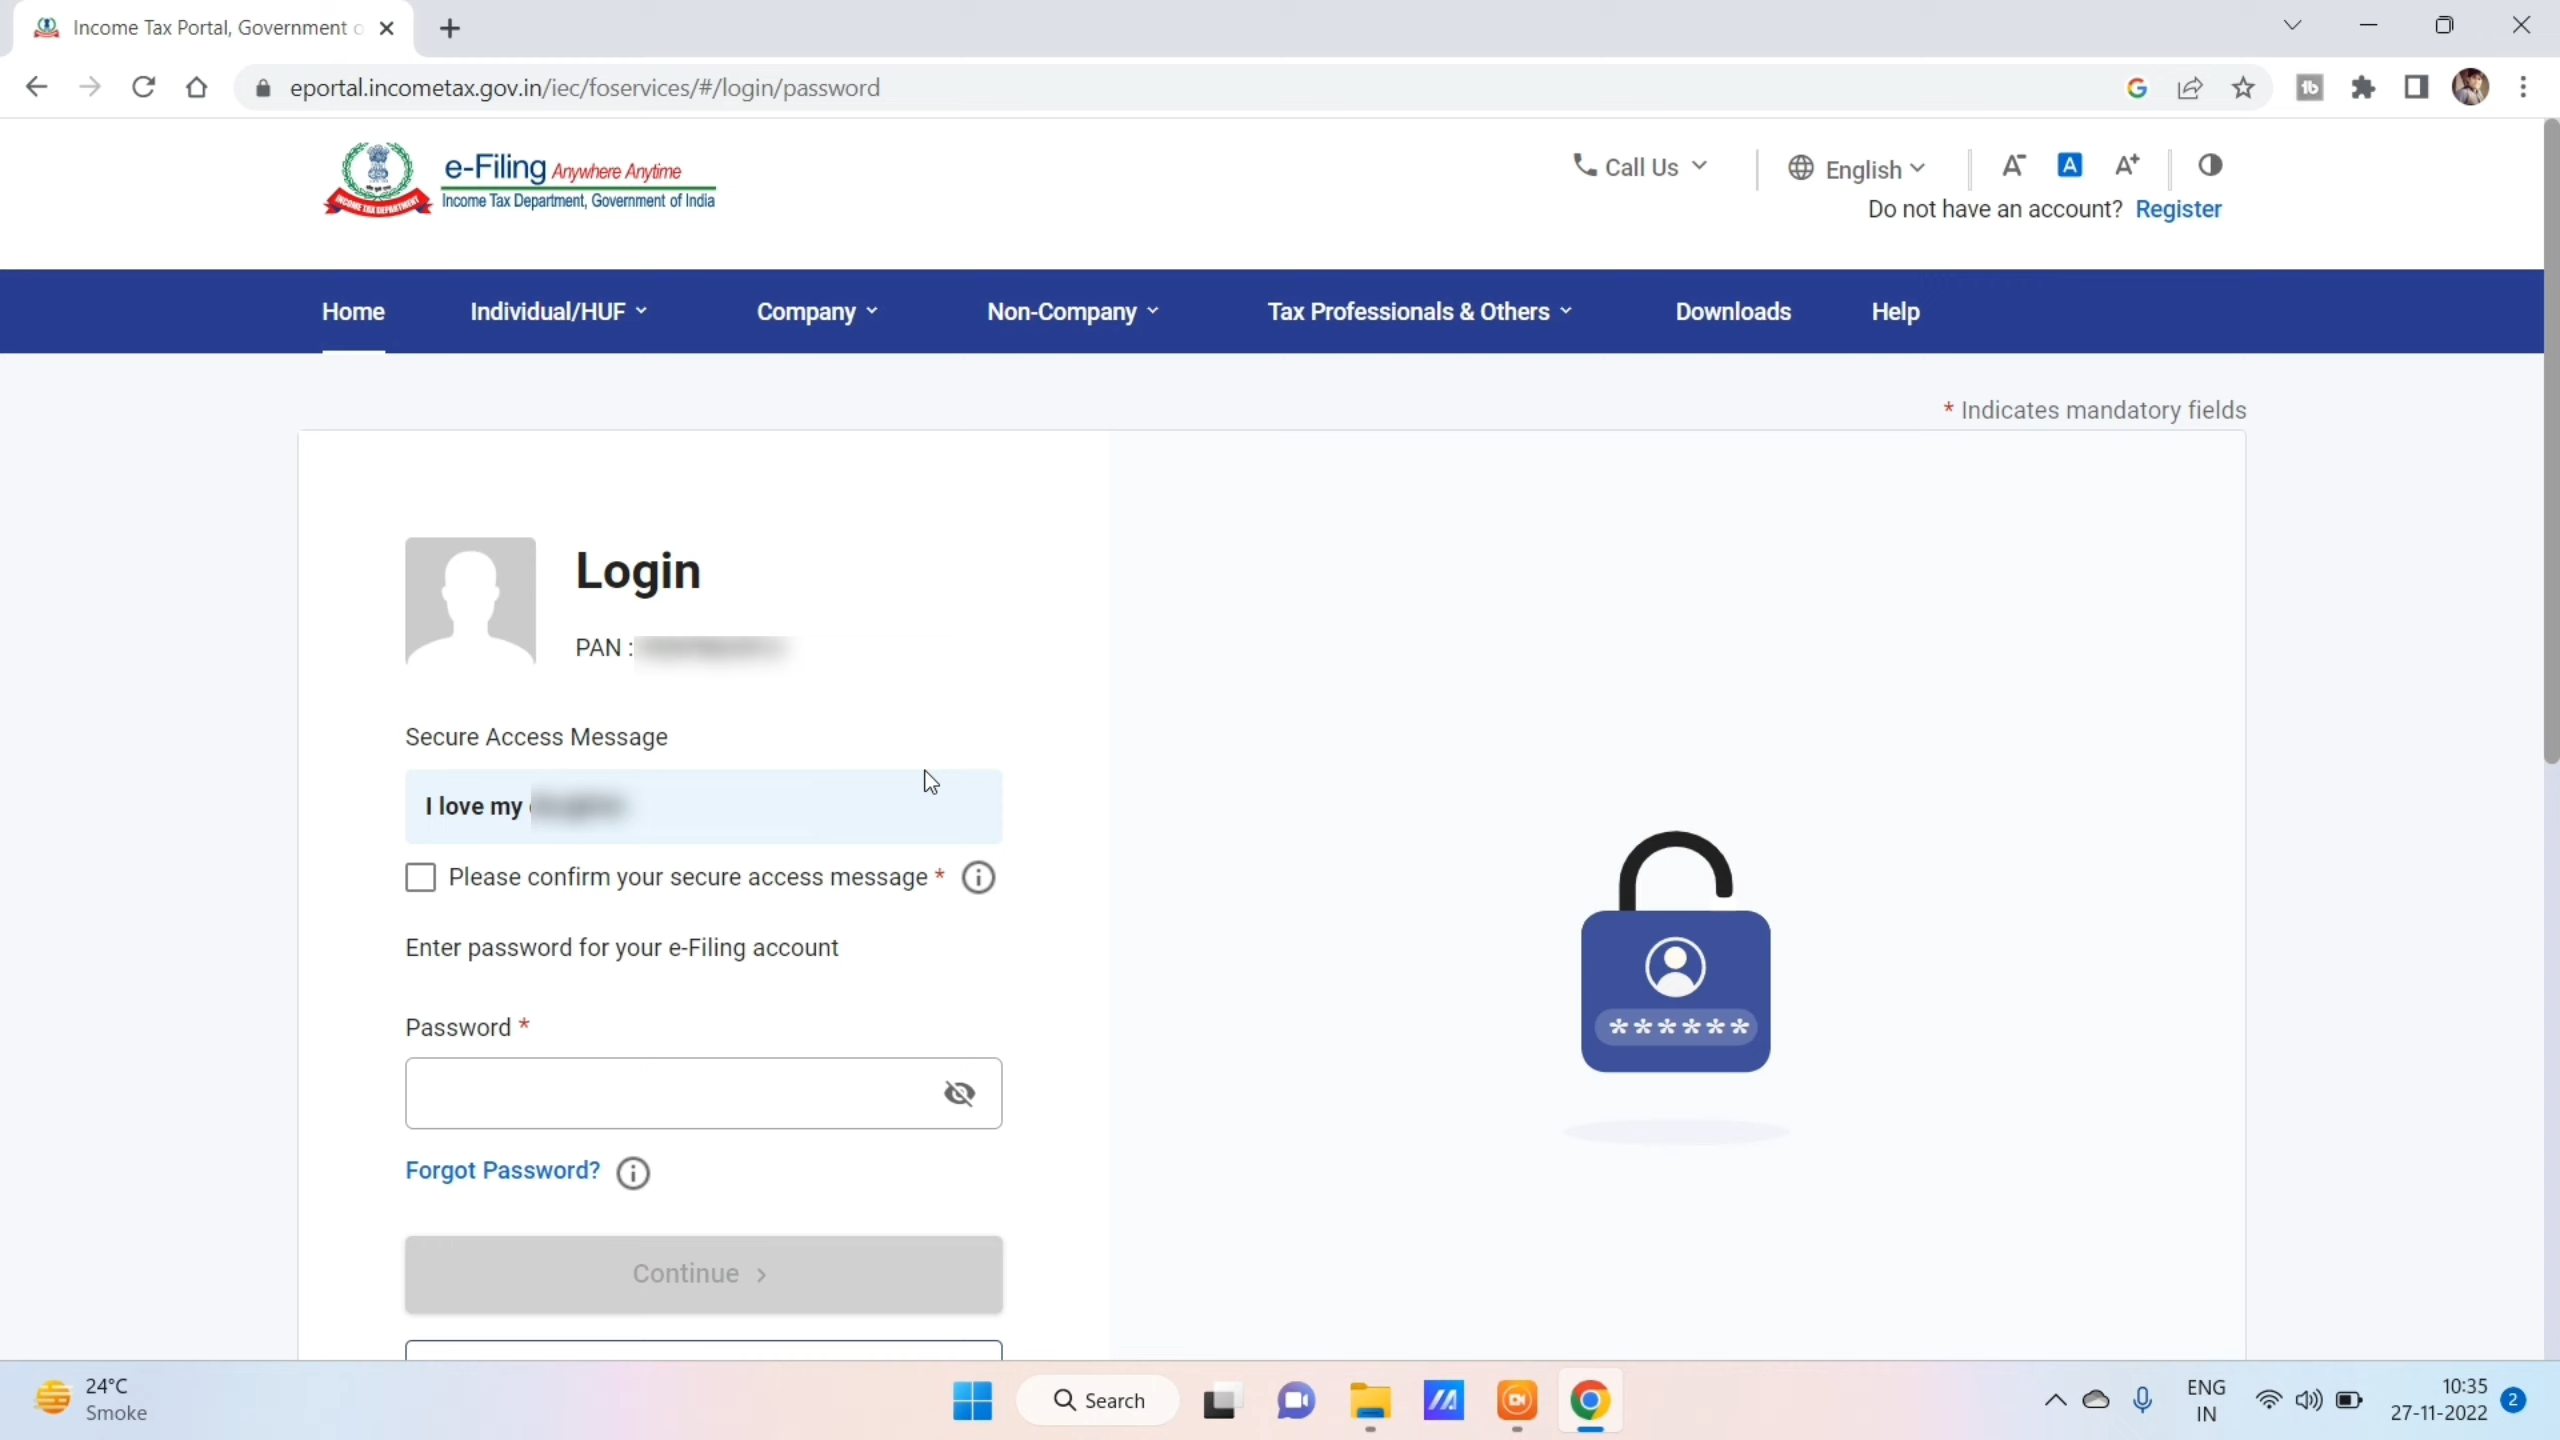 Income Tax Portal, Government o
eportal.incometax.gov.in/iec/foservices/#/login/password
e-Filing Anywhere Anytime
Income Tax Department, Government of India
INCOME TAX DEPARTMENT
Call Us
English
A- A A+
Do not have an account? Register
Home Individual/HUF Company Non-Company Tax Professionals & Others Downloads Help
* Indicates mandatory fields
Login
PAN :
Secure Access Message
I love my
Please confirm your secure access message *
Enter password for your e-Filing account
Password *
******
Forgot Password?
Continue >
24°C
Smoke
Search
ENG
IN
10:35
27-11-2022
2